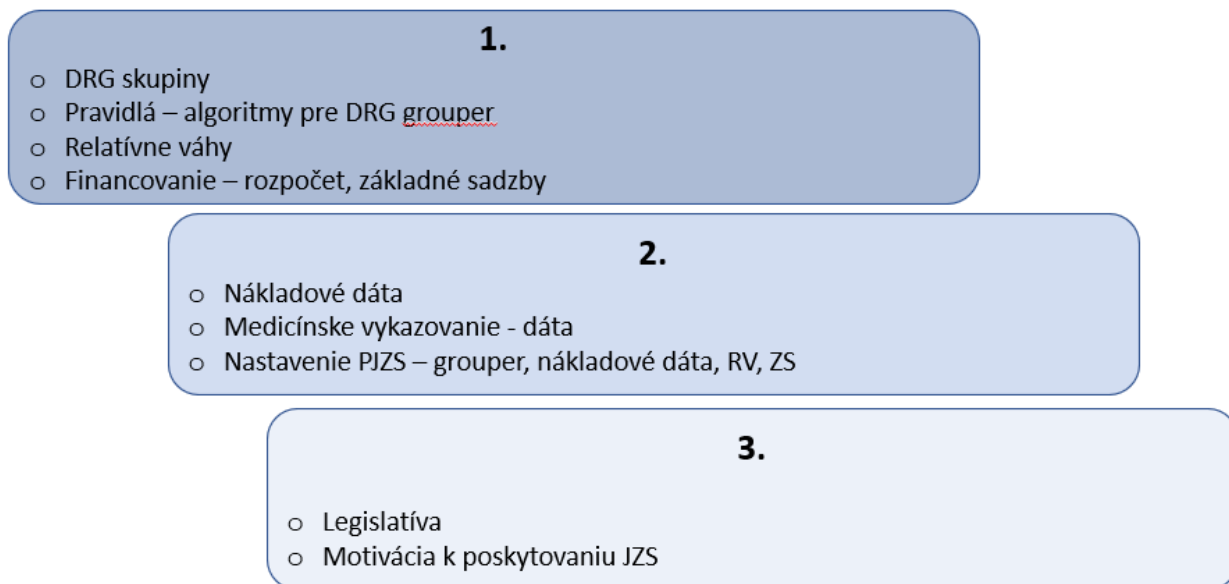 1.
o DRG skupiny
o Pravidlá – algoritmy pre DRG grouper
o Relatívne váhy
o Financovanie – rozpočet, základné sadzby
2.
o Nákladové dáta
o Medicínske vykazovanie - dáta
o Nastavenie PJZS – grouper, nákladové dáta, RV, ZS
3.
o Legislatíva
o Motivácia k poskytovaniu JZS